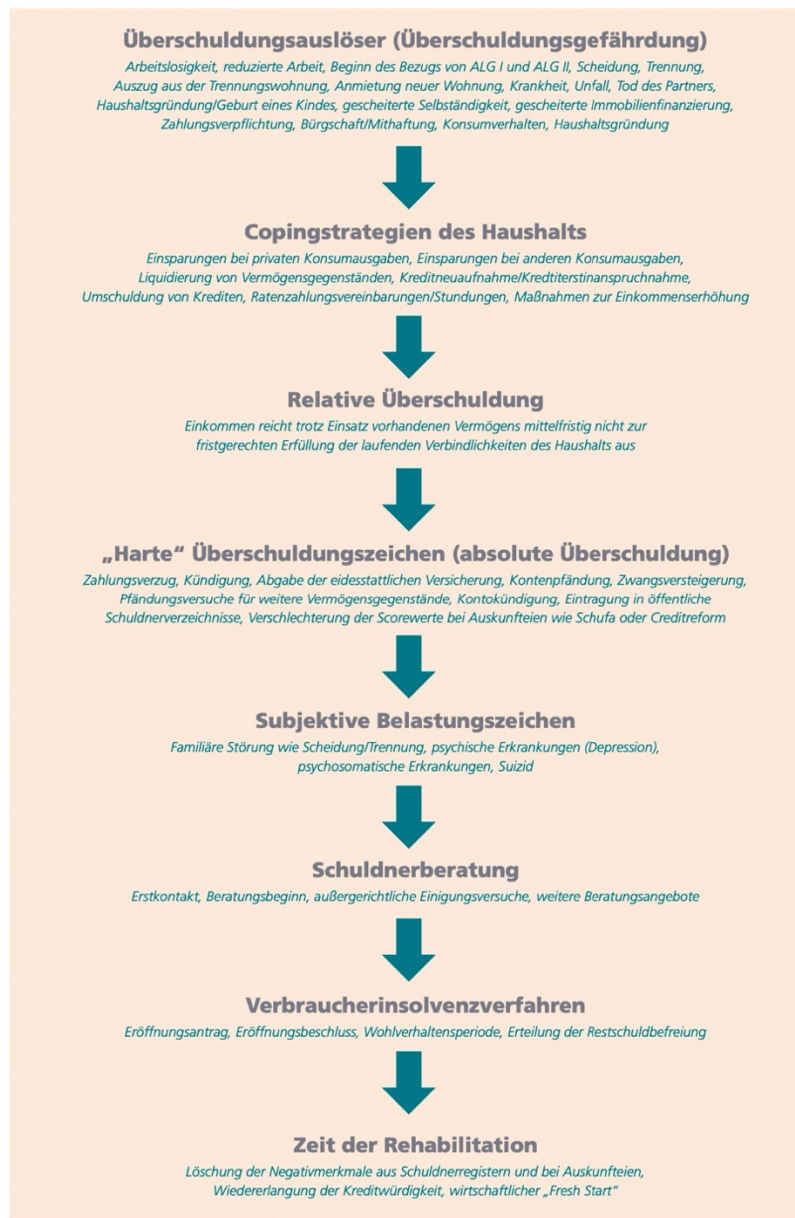 Überschuldungsauslöser (Überschuldungsgefährdung)
Arbeitslosigkeit, reduzierte Arbeit, Beginn des Bezugs von ALG I und ALG II, Scheidung, Trennung,
Auszug aus der Trennungswohnung, Anmietung neuer Wohnung, Krankheit, Unfall, Tod des Partners,
Haushaltsgründung/Geburt eines Kindes, gescheiterte Selbständigkeit, gescheiterte Immobilienfinanzierung,
Zahlungsverpflichtung, Bürgschaft/Mithaftung, Konsumverhalten, Haushaltsgründung
Copingstrategien des Haushalts
Einsparungen bei privaten Konsumausgaben, Einsparungen bei anderen Konsumausgaben,
Liquidierung von Vermögensgegenständen, Kreditneuaufnahme/Kredtiterstinanspruchnahme,
Umschuldung von Krediten, Ratenzahlungsvereinbarungen/Stundungen, Maßnahmen zur Einkommenserhöhung
Relative Überschuldung
Einkommen reicht trotz Einsatz vorhandenen Vermögens mittelfristig nicht zur
fristgerechten Erfüllung der laufenden Verbindlichkeiten des Haushalts aus
„Harte“ Überschuldungszeichen (absolute Überschuldung)
Zahlungsverzug, Kündigung, Abgabe der eidesstattlichen Versicherung, Kontenpfändung, Zwangsversteigerung,
Pfändungsversuche für weitere Vermögensgegenstände, Kontokündigung, Eintragung in öffentliche
Schuldnerverzeichnisse, Verschlechterung der Scorewerte bei Auskunfteien wie Schufa oder Creditreform
Subjektive Belastungszeichen
Familiäre Störung wie Scheidung/Trennung, psychische Erkrankungen (Depression),
psychosomatische Erkrankungen, Suizid
Schuldnerberatung
Erstkontakt, Beratungsbeginn, außergerichtliche Einigungsversuche, weitere Beratungsangebote
Verbraucherinsolvenzverfahren
Eröffnungsantrag, Eröffnungsbeschluss, Wohlverhaltensperiode, Erteilung der Restschuldbefreiung
Zeit der Rehabilitation
Löschung der Negativmerkmale aus Schuldnerregistern und bei Auskunfteien,
Wiedererlangung der Kreditwürdigkeit, wirtschaftlicher „Fresh Start“